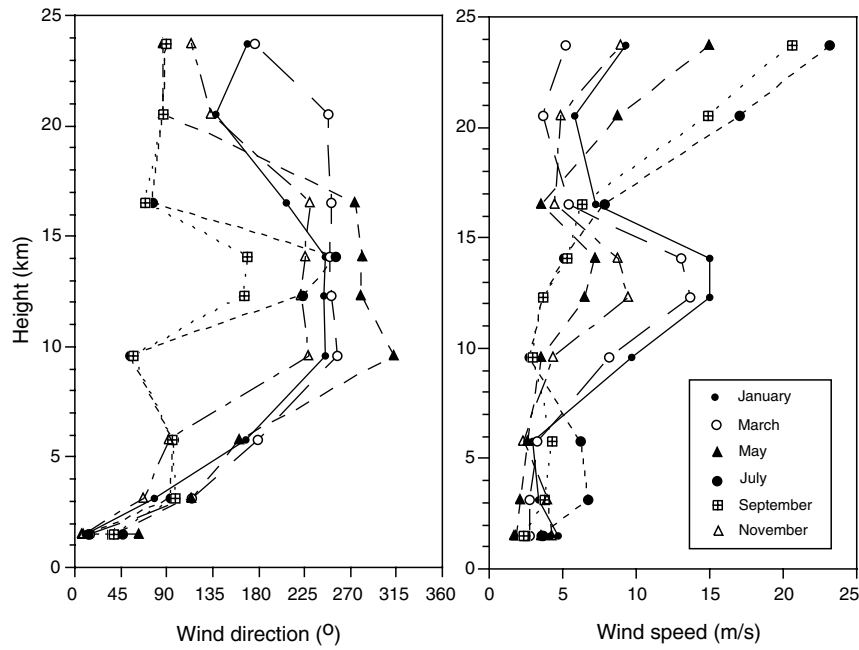 25
20
15
10
5
0
Height (km)
0 45 90 135 180 225 270 315 360
Wind direction (º)
25
20
15
10
5
0
0 5 10 15 20 25
Wind speed (m/s)
January
March
May
July
September
November